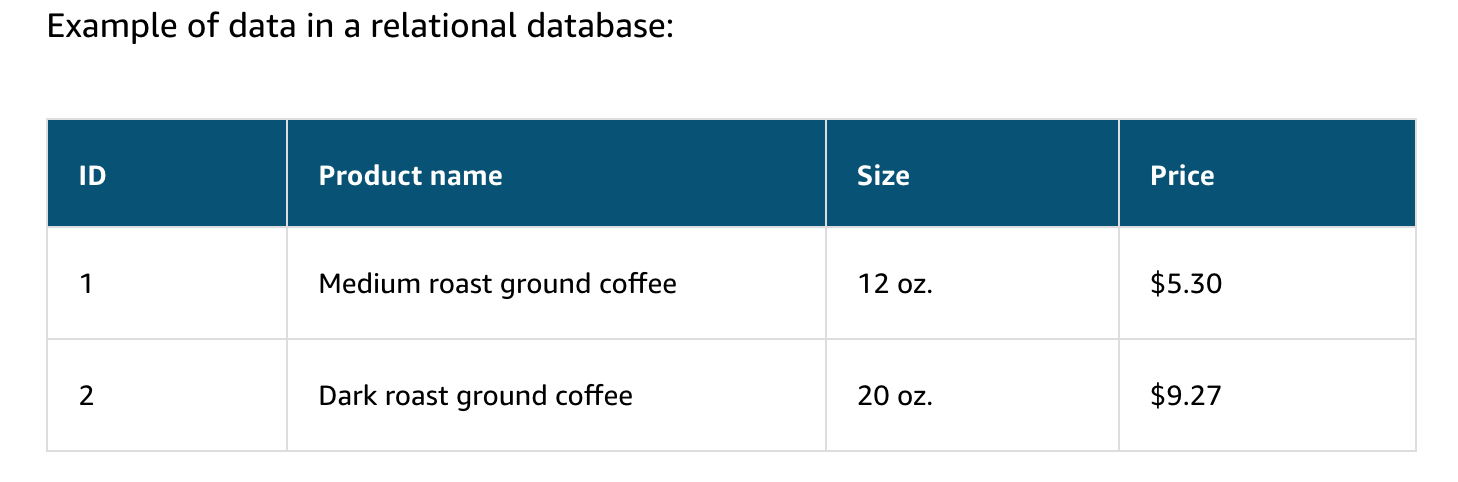 Example of data in a relational database:
ID Product name Size Price
1 Medium roast ground coffee 12 oz. $5.30
2 Dark roast ground coffee 20 oz. $9.27